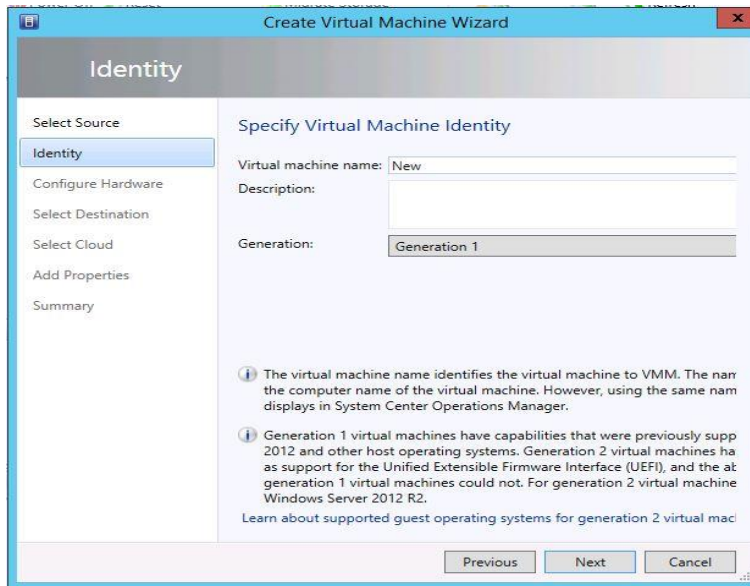 Create Virtual Machine Wizard
x
Identity
Select Source
Identity
Configure Hardware
Select Destination
Select Cloud
Add Properties
Summary
Specify Virtual Machine Identity
Virtual machine name: New
Description:
Generation: Generation 1
The virtual machine name identifies the virtual machine to VMM. The
the computer name of the virtual machine. However, using the same
displays in System Center Operations Manager.
Generation 1 virtual machines have capabilities that were previously
2012 and other host operating systems. Generation 2 virtual machines
as support for the Unified Extensible Firmware Interface (UEFI), and the
generation 1 virtual machines could not. For generation 2 virtual machine
Windows Server 2012 R2.
Learn about supported guest operating systems for generation 2 virtual
Previous Next Cancel